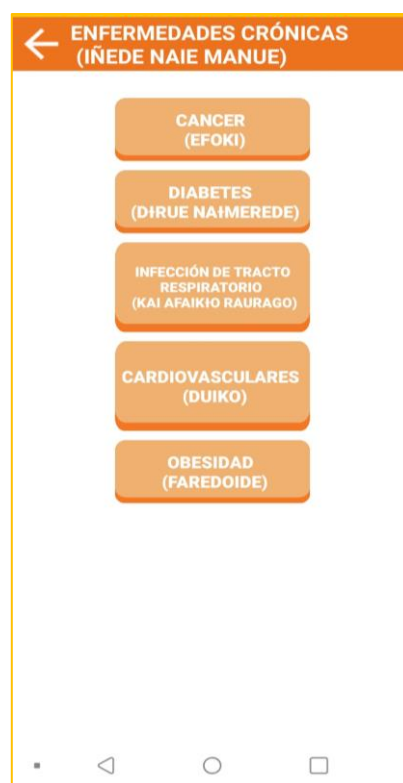 ENFERMEDADES CRÓNICAS
(IÑEDE NAIE MANUE)
CANCER
(EFOKI)
DIABETES
(DɨRUE NAɨMEREDE)
INFECCIÓN DE TRACTO
RESPIRATORIO
(KAI AFAIKɨO RAURAGO)
CARDIOVASCULARES
(DUIKO)
OBESIDAD
(FAREDOIDE)